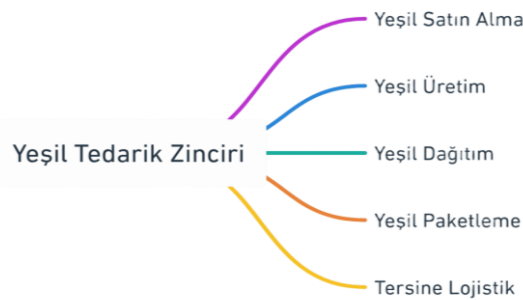 Yeşil Tedarik Zinciri
Yeşil Satın Alma
Yeşil Üretim
Yeşil Dağıtım
Yeşil Paketleme
Tersine Lojistik